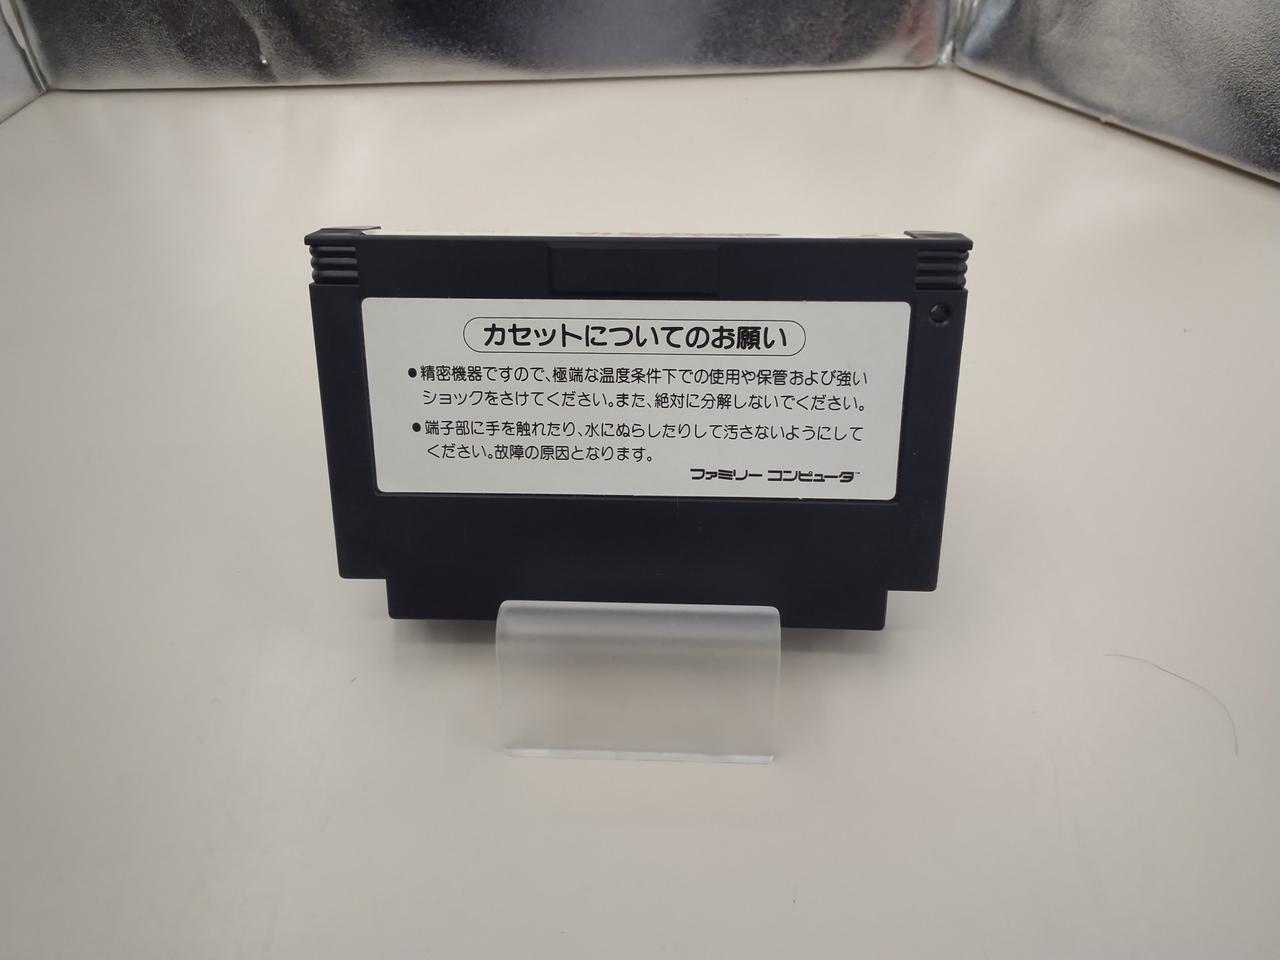 カセットについてのお願い
●精密機器ですので、極端な温度条件下での使用や保管および強い
ショックをさけてください。また、絶対に分解しないでください。
●端子部に手を触れたり、水にぬらしたりして汚さないようにして
ください。故障の原因となります。
ファミリー コンピュータ™